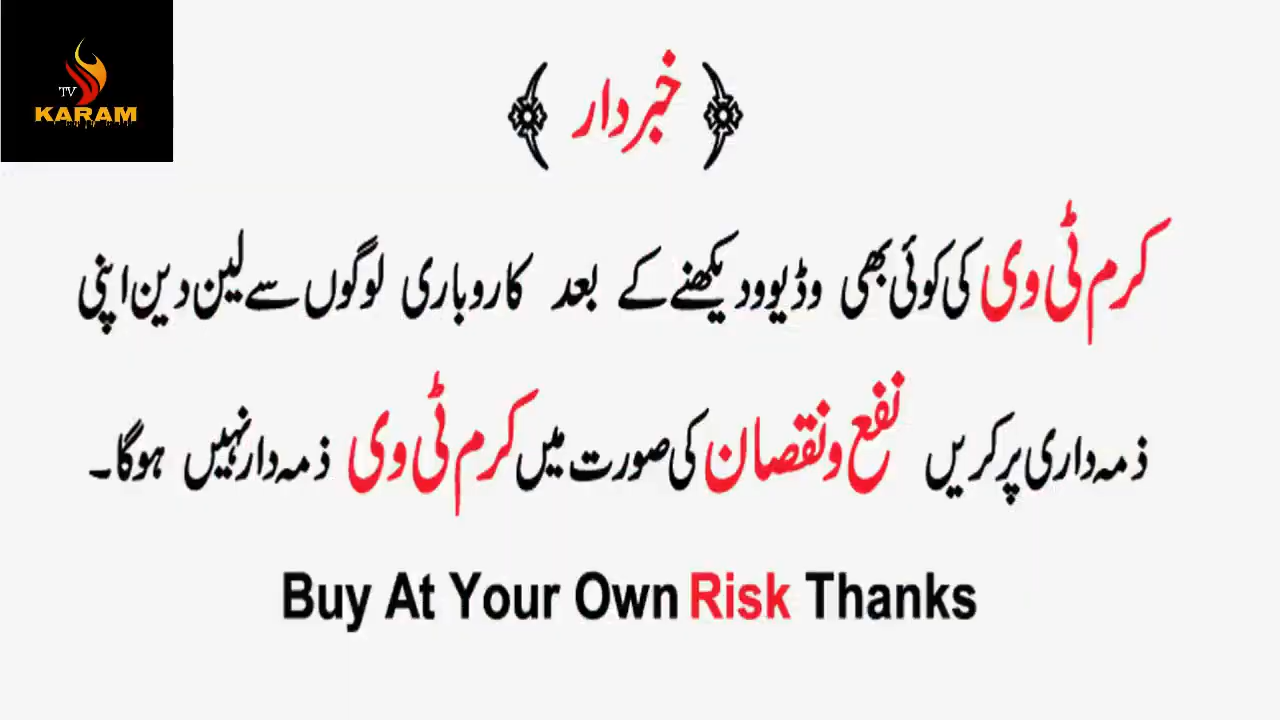 TV
KARAM
خبردار
کرم ٹی وی کی کوئی بھی وڈیو دیکھنے کے بعد کاروباری لوگوں سے لین دین اپنی
ذمہ داری پر کریں نفع و نقصان کی صورت میں کرم ٹی وی ذمہ دار نہیں ہوگا۔
Buy At Your Own Risk Thanks